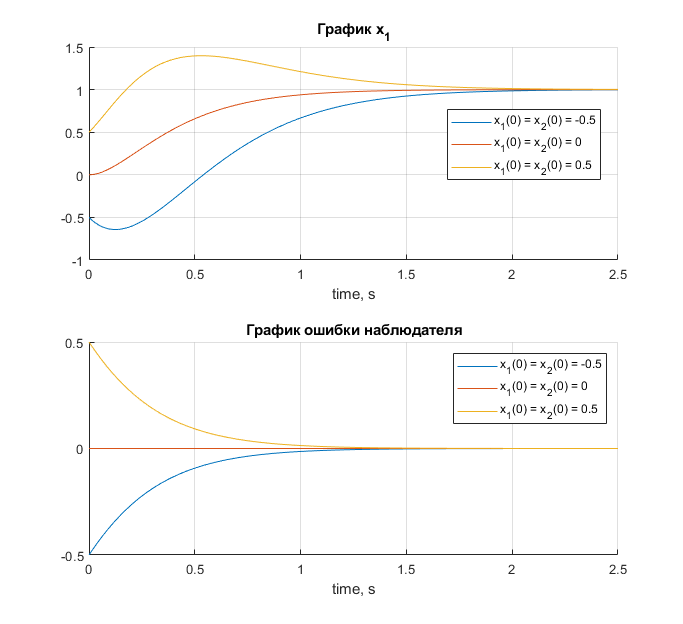 График x₁
1.5
1
0.5
0
-0.5
-1
x₁(0) = x₂(0) = -0.5
x₁(0) = x₂(0) = 0
x₁(0) = x₂(0) = 0.5
0 0.5 1 1.5 2 2.5
time, s
График ошибки наблюдателя
0.5
0
-0.5
x₁(0) = x₂(0) = -0.5
x₁(0) = x₂(0) = 0
x₁(0) = x₂(0) = 0.5
0 0.5 1 1.5 2 2.5
time, s